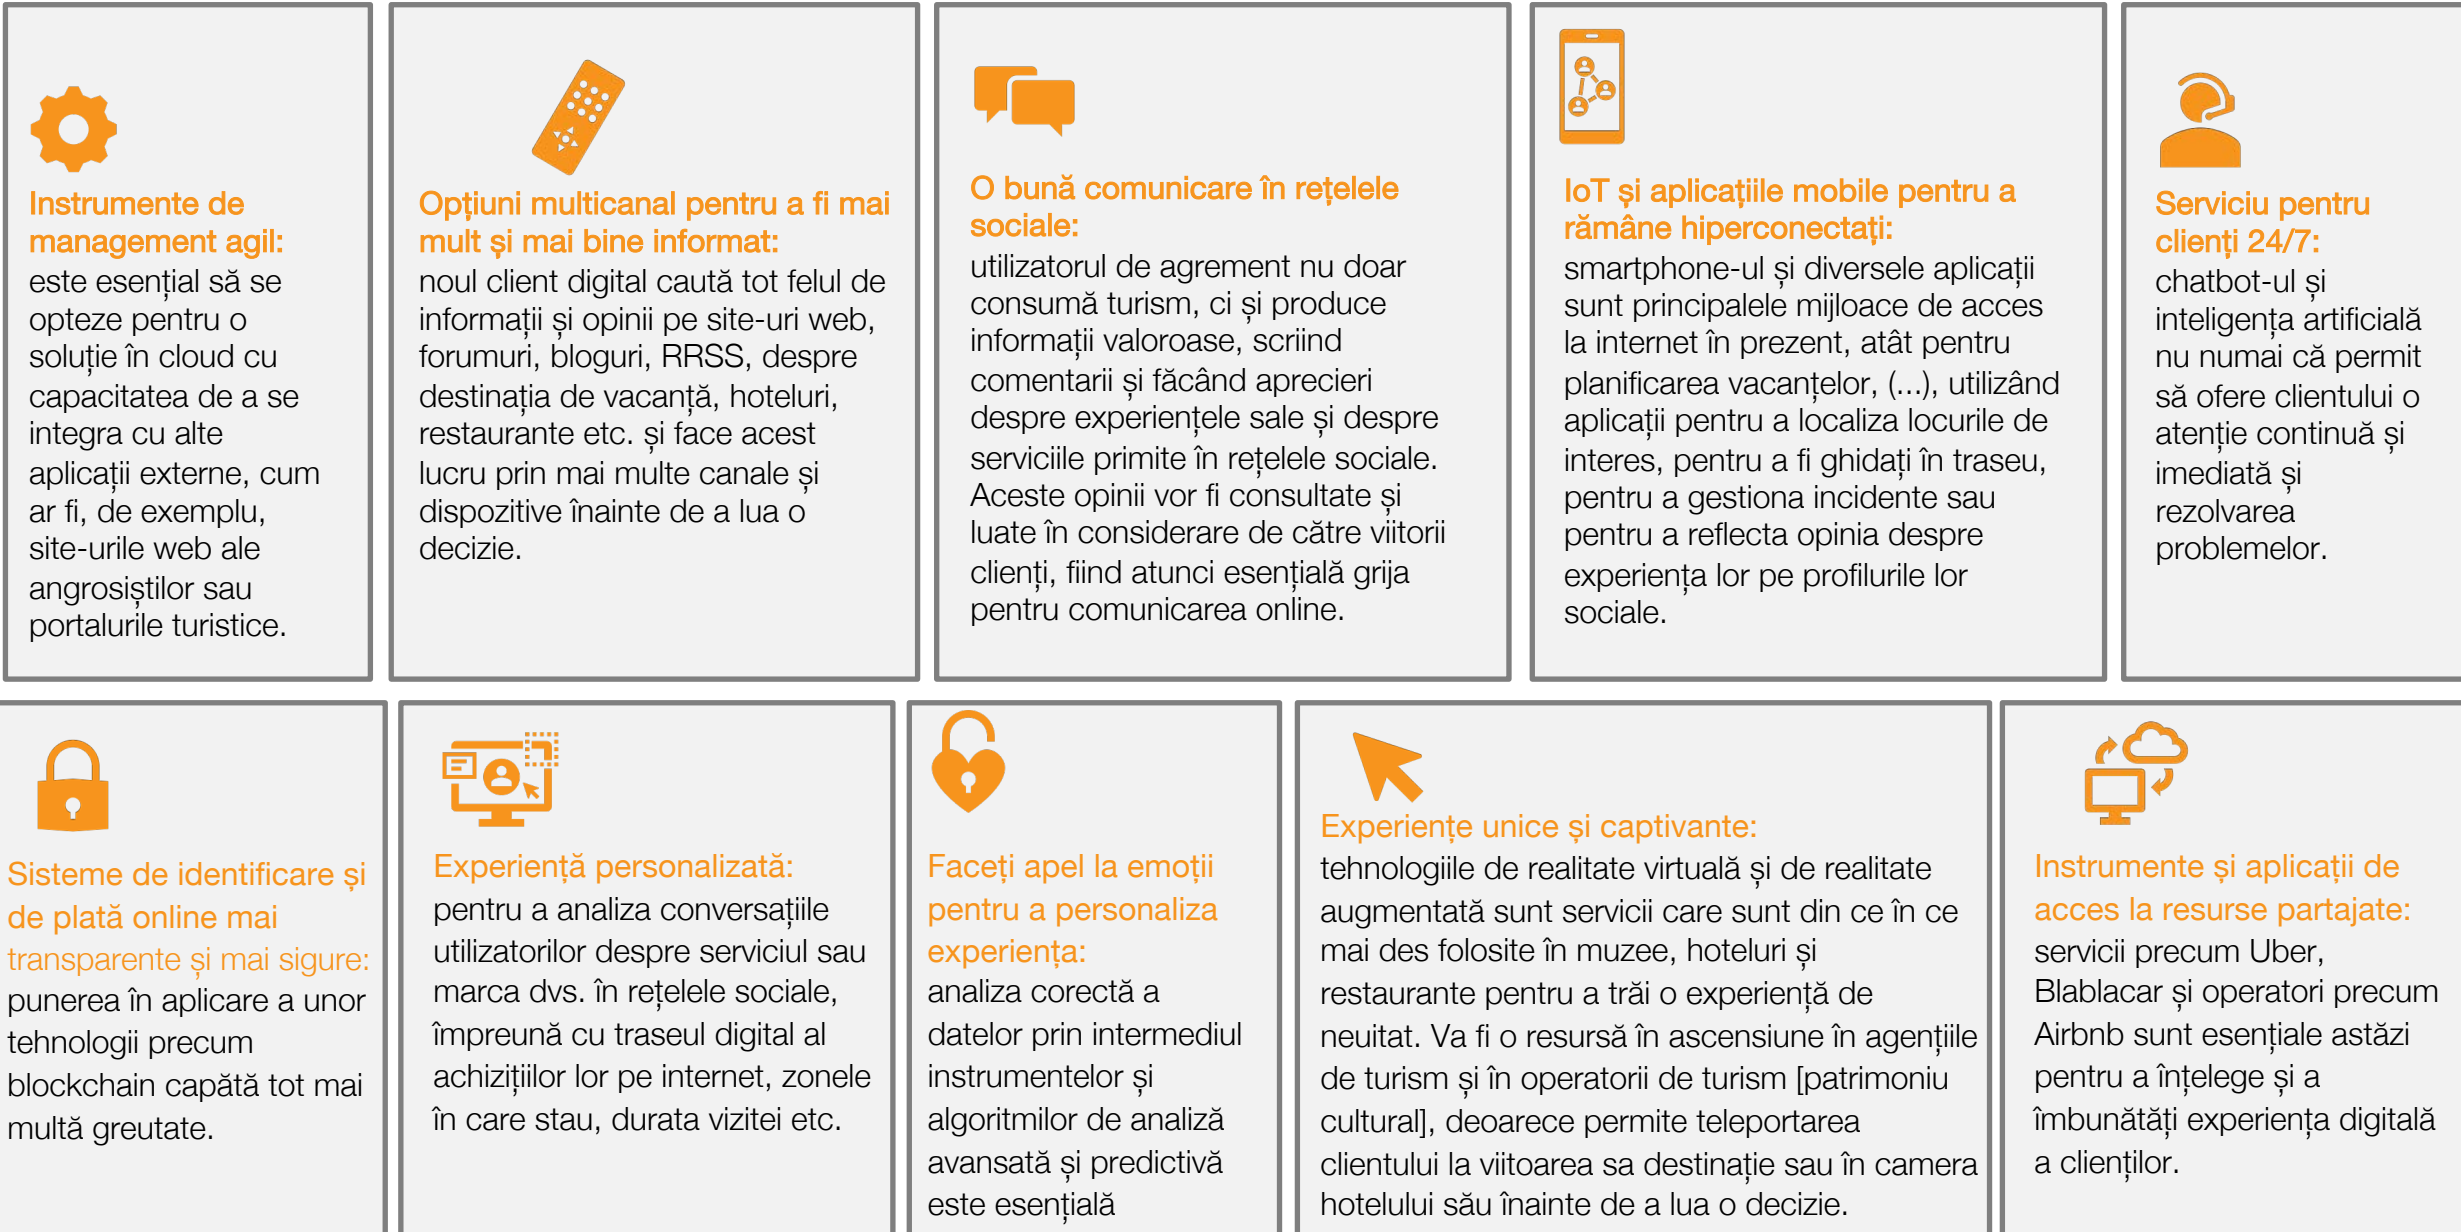 Instrumente de
management agil:
este esențial să se
opteze pentru o
soluție în cloud cu
capacitatea de a se
integra cu alte
aplicații externe, cum
ar fi, de exemplu,
site-urile web ale
angrosiștilor sau
portalurile turistice.
Opțiuni multicanal pentru a fi mai
mult și mai bine informat:
noul client digital caută tot felul de
informații și opinii pe site-uri web,
forumuri, bloguri, RRSS, despre
destinația de vacanță, hoteluri,
restaurante etc. și face acest
lucru prin mai multe canale și
dispozitive înainte de a lua o
decizie.
O bună comunicare în rețelele
sociale:
utilizatorul de agrement nu doar
consumă turism, ci și produce
informații valoroase, scriind
comentarii și făcând aprecieri
despre experiențele sale și despre
serviciile primite în rețelele sociale.
Aceste opinii vor fi consultate și
luate în considerare de către viitorii
clienți, fiind atunci esențială grija
pentru comunicarea online.
IoT și aplicațiile mobile pentru a
rămâne hiperconectați:
smartphone-ul și diversele aplicații
sunt principalele mijloace de acces
la internet în prezent, atât pentru
planificarea vacanțelor, (...), utilizând
aplicații pentru a localiza locurile de
interes, pentru a fi ghidați în traseu,
pentru a gestiona incidente sau
pentru a reflecta opinia despre
experiența lor pe profilurile lor
sociale.
Serviciu pentru
clienți 24/7:
chatbot-ul și
inteligența artificială
nu numai că permit
să ofere clientului o
atenție continuă și
imediată și
rezolvarea
problemelor.
Sisteme de identificare și
de plată online mai
transparente și mai sigure:
punerea în aplicare a unor
tehnologii precum
blockchain capătă tot mai
multă greutate.
Experiență personalizată:
pentru a analiza conversațiile
utilizatorilor despre serviciul sau
marca dvs. în rețelele sociale,
împreună cu traseul digital al
achizițiilor lor pe internet, zonele
în care stau, durata vizitei etc.
Faceți apel la emoții
pentru a personaliza
experiența:
analiza corectă a
datelor prin intermediul
instrumentelor și
algoritmilor de analiză
avansată și predictivă
este esențială
Experiențe unice și captivante:
tehnologiile de realitate virtuală și de realitate
augmentată sunt servicii care sunt din ce în ce
mai des folosite în muzee, hoteluri și
restaurante pentru a trăi o experiență de
neuitat. Va fi o resursă în ascensiune în agențiile
de turism și în operatorii de turism [patrimoniu
cultural], deoarece permite teleportarea
clientului la viitoarea sa destinație sau în camera
hotelului său înainte de a lua o decizie.
Instrumente și aplicații de
acces la resurse partajate:
servicii precum Uber,
Blablacar și operatori precum
Airbnb sunt esențiale astăzi
pentru a înțelege și a
îmbunătăți experiența digitală
a clienților.